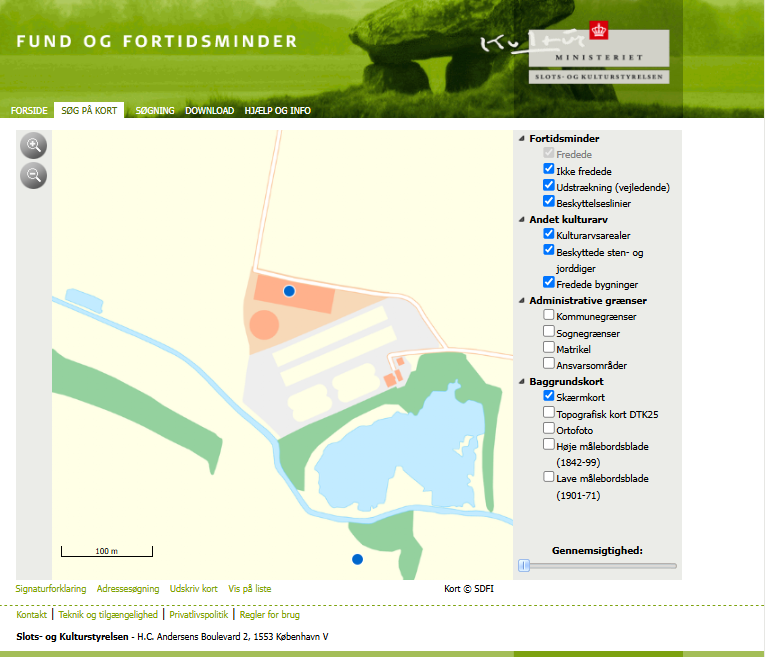 FUND OG FORTIDSMINDER
Kultur
MINISTERIET
SLOTS- OG KULTURSTYRELSEN
FORSIDE SØG PÅ KORT SØGNING DOWNLOAD HJÆLP OG INFO
Fortidsminder
Fredede
Ikke fredede
Udstrækning (vejledende)
Beskyttelseslinier
Andet kulturarv
Kulturarvsarealer
Beskyttede sten- og
jorddiger
Fredede bygninger
Administrative grænser
Kommunegrænser
Sognegrænser
Matrikel
Ansvarsområder
Baggrundskort
Skærmkort
Topografisk kort DTK25
Ortofoto
Høje målebordsblade
(1842-99)
Lave målebordsblade
(1901-71)
Gennemsigtighed:
100 m
Signaturforklaring Adressesøgning Udskriv kort Vis på liste Kort © SDFI
Kontakt | Teknik og tilgængelighed | Privatlivspolitik | Regler for brug
Slots- og Kulturstyrelsen - H.C. Andersens Boulevard 2, 1553 København V